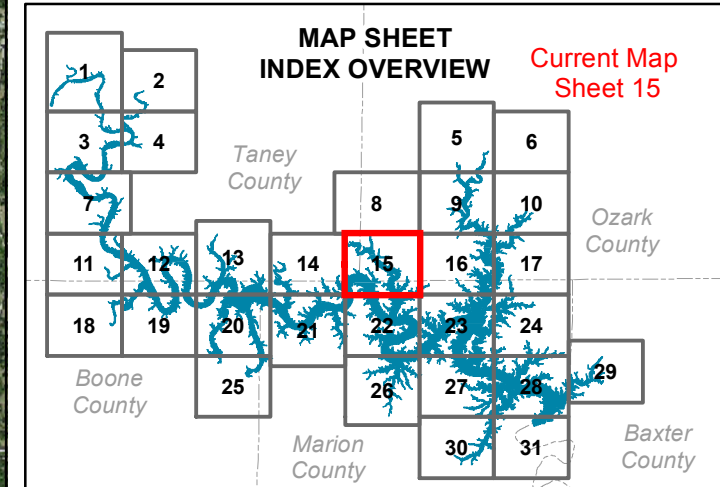 MAP SHEET
INDEX OVERVIEW
Current Map
Sheet 15
1
2
3
4
5
6
Taney
County
7
8
9
10
Ozark
County
11
12
13
14
15
16
17
18
19
20
21
22
23
24
Boone
County
25
26
27
28
29
Marion
County
30
31
Baxter
County